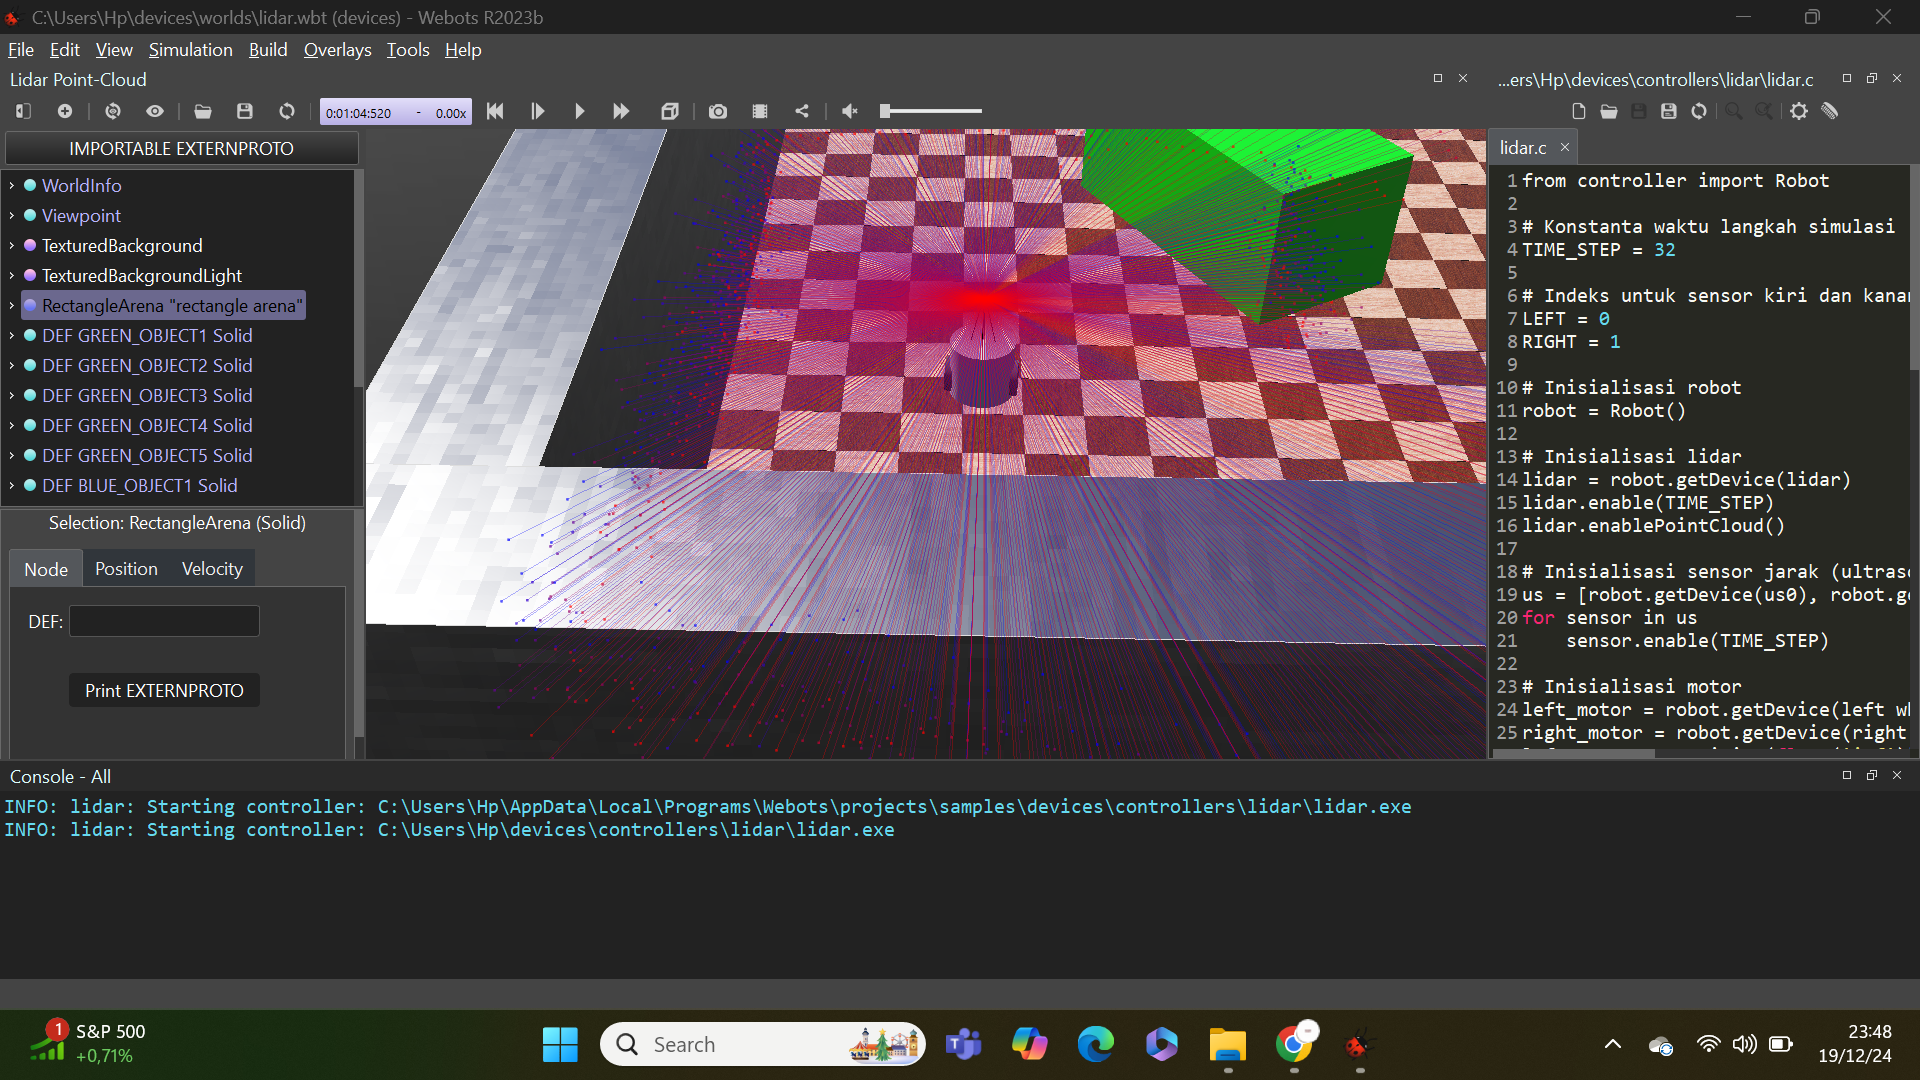 C:\Users\Hp\devices\worlds\lidar.wbt (devices) - Webots R2023b
File Edit View Simulation Build Overlays Tools Help
Lidar Point-Cloud
...ers\Hp\devices\controllers\lidar\lidar.c
0:01:04:520 - 0.00x
IMPORTABLE EXTERNPROTO
WorldInfo
Viewpoint
TexturedBackground
TexturedBackgroundLight
RectangleArena "rectangle arena"
DEF GREEN_OBJECT1 Solid
DEF GREEN_OBJECT2 Solid
DEF GREEN_OBJECT3 Solid
DEF GREEN_OBJECT4 Solid
DEF GREEN_OBJECT5 Solid
DEF BLUE_OBJECT1 Solid
Selection: RectangleArena (Solid)
Node Position Velocity
DEF:
Print EXTERNPROTO
lidar.c
1 from controller import Robot
2
3 # Konstanta waktu langkah simulasi
4 TIME_STEP = 32
5
6 # Indeks untuk sensor kiri dan kana
7 LEFT = 0
8 RIGHT = 1
9
10 # Inisialisasi robot
11 robot = Robot()
12
13 # Inisialisasi lidar
14 lidar = robot.getDevice(lidar)
15 lidar.enable(TIME_STEP)
16 lidar.enablePointCloud()
17
18 # Inisialisasi sensor jarak (ultras
19 us = [robot.getDevice(us0), robot.g
20 for sensor in us
21     sensor.enable(TIME_STEP)
22
23 # Inisialisasi motor
24 left_motor = robot.getDevice(left w
25 right_motor = robot.getDevice(right
Console - All
INFO: lidar: Starting controller: C:\Users\Hp\AppData\Local\Programs\Webots\projects\samples\devices\controllers\lidar\lidar.exe
INFO: lidar: Starting controller: C:\Users\Hp\devices\controllers\lidar\lidar.exe
1
S&P 500
+0,71%
Search
23:48
19/12/24